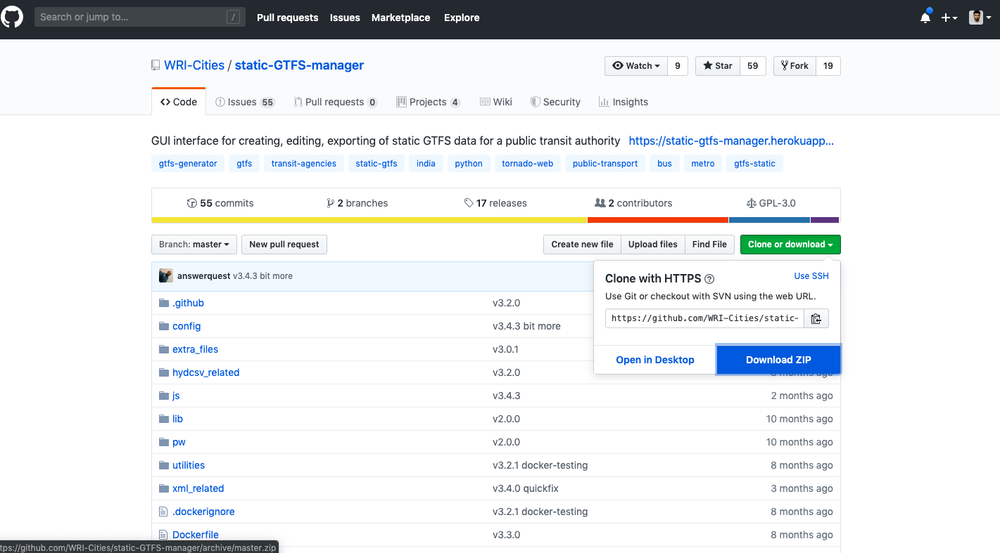 Search or jump to... / Pull requests Issues Marketplace Explore
WRI-Cities / static-GTFS-manager Watch 9 Star 59 Fork 19
Code Issues 55 Pull requests 0 Projects 4 Wiki Security Insights
GUI interface for creating, editing, exporting of static GTFS data for a public transit authority https://static-gtfs-manager.herokuapp...
gtfs-generator gtfs transit-agencies static-gtfs india python tornado-web public-transport bus metro gtfs-static
55 commits 2 branches 17 releases 2 contributors GPL-3.0
Branch: master New pull request Create new file Upload files Find File Clone or download
answerquest v3.4.3 bit more
Clone with HTTPS ? Use SSH
Use Git or checkout with SVN using the web URL.
https://github.com/WRI-Cities/static-
Open in Desktop Download ZIP
.github v3.2.0
config v3.4.3 bit more
extra_files v3.0.1
hydcsv_related v3.2.0 months ago
js v3.4.3 2 months ago
lib v2.0.0 10 months ago
pw v2.0.0 10 months ago
utilities v3.2.1 docker-testing 8 months ago
xml_related v3.4.0 quickfix 3 months ago
.dockerignore v3.2.1 docker-testing 8 months ago
Dockerfile v3.3.0 8 months ago
tps://github.com/WRI-Cities/static-GTFS-manager/archive/master.zip